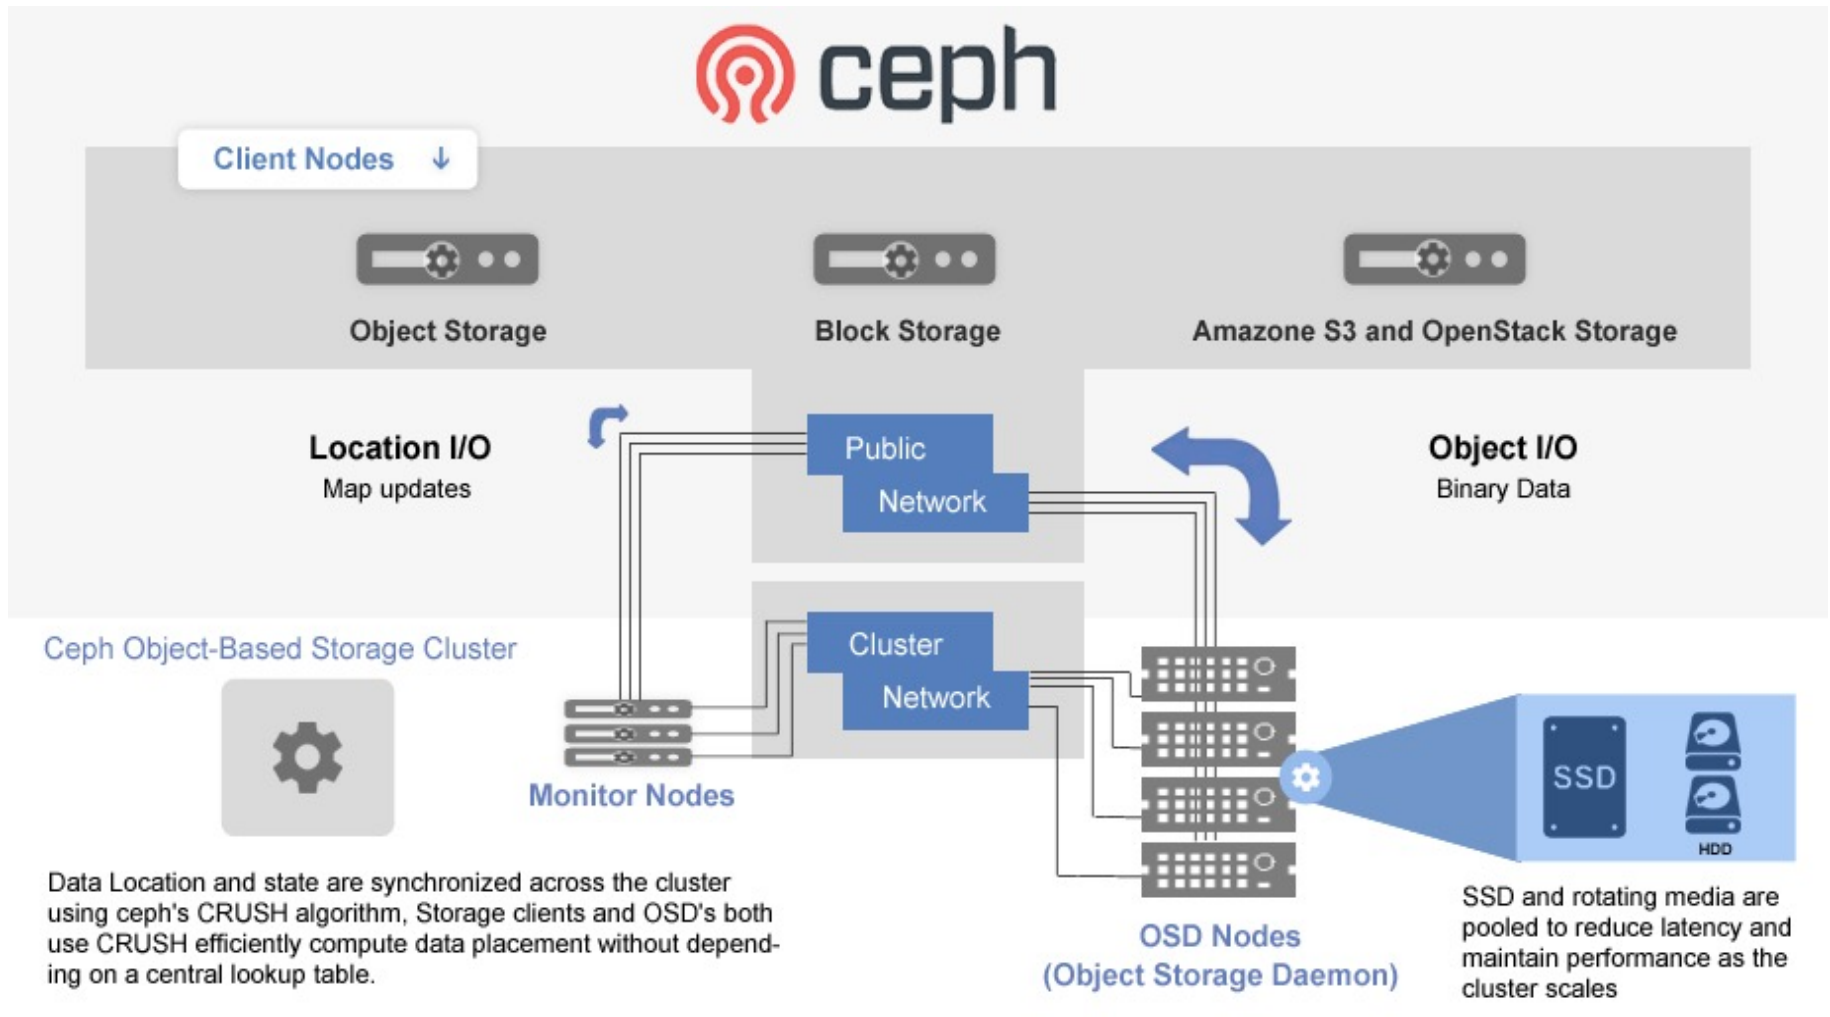 ceph
Client Nodes ↓
Object Storage
Block Storage
Amazone S3 and OpenStack Storage
Location I/O
Map updates
Public
Network
Object I/O
Binary Data
Ceph Object-Based Storage Cluster
Cluster
Network
Monitor Nodes
SSD
HDD
Data Location and state are synchronized across the cluster
using ceph's CRUSH algorithm, Storage clients and OSD's both
use CRUSH efficiently compute data placement without depend-
ing on a central lookup table.
OSD Nodes
(Object Storage Daemon)
SSD and rotating media are
pooled to reduce latency and
maintain performance as the
cluster scales